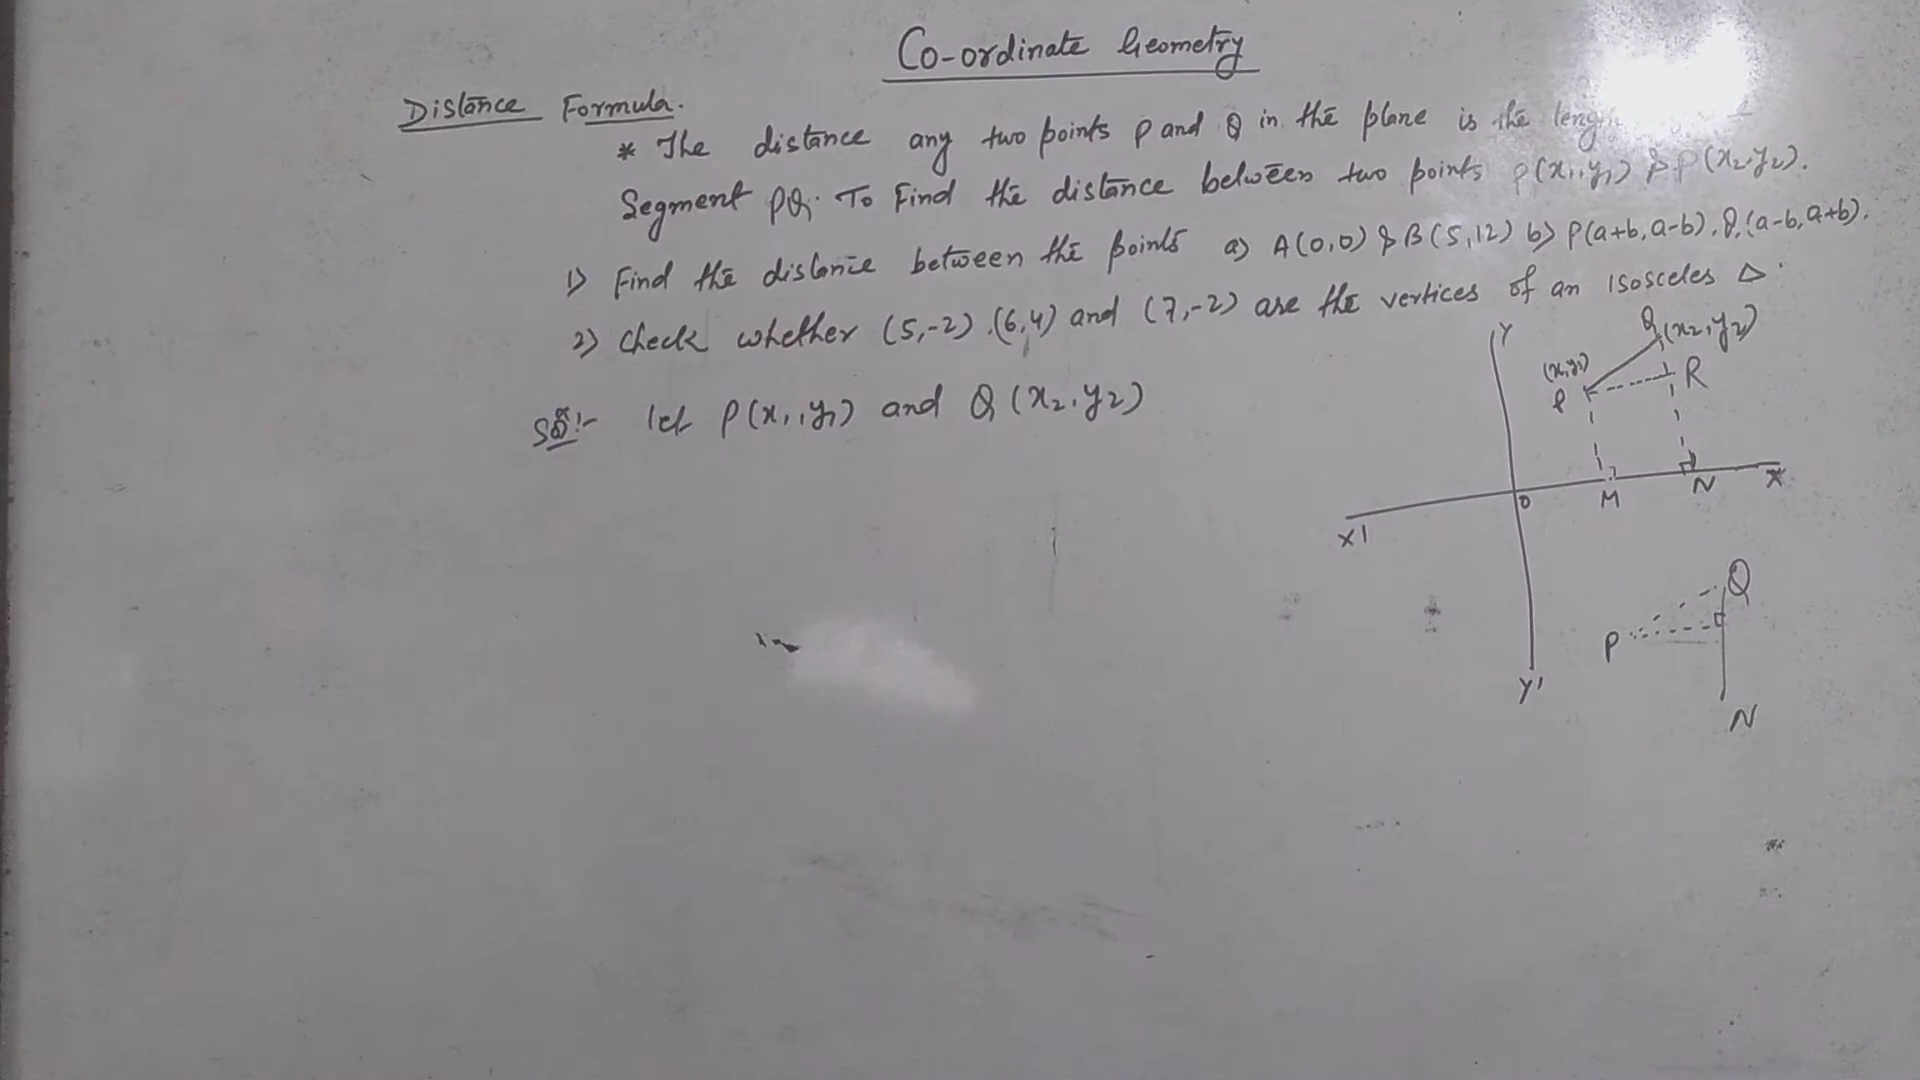 Co-ordinate Geometry
Distance Formula.
* The distance any two points P and Q in the plane is the
Segment PQ. To Find the distance between two points P(x₁,y₁) & P(x₂,y₂).
1) Find the distance between the points a) A(0,0) & B(5,12) b) P(a+b,a-b), Q(a-b,a+b).
2) Check whether (5,-2), (6,4) and (7,-2) are the vertices of an Isosceles Δ.
Sol:- let P(x₁,y₁) and Q(x₂,y₂)
Y
Q(x₂,y₂)
(x₁,y₁)
P
R
O
M
N
X
X1
Y'
Q
P
N